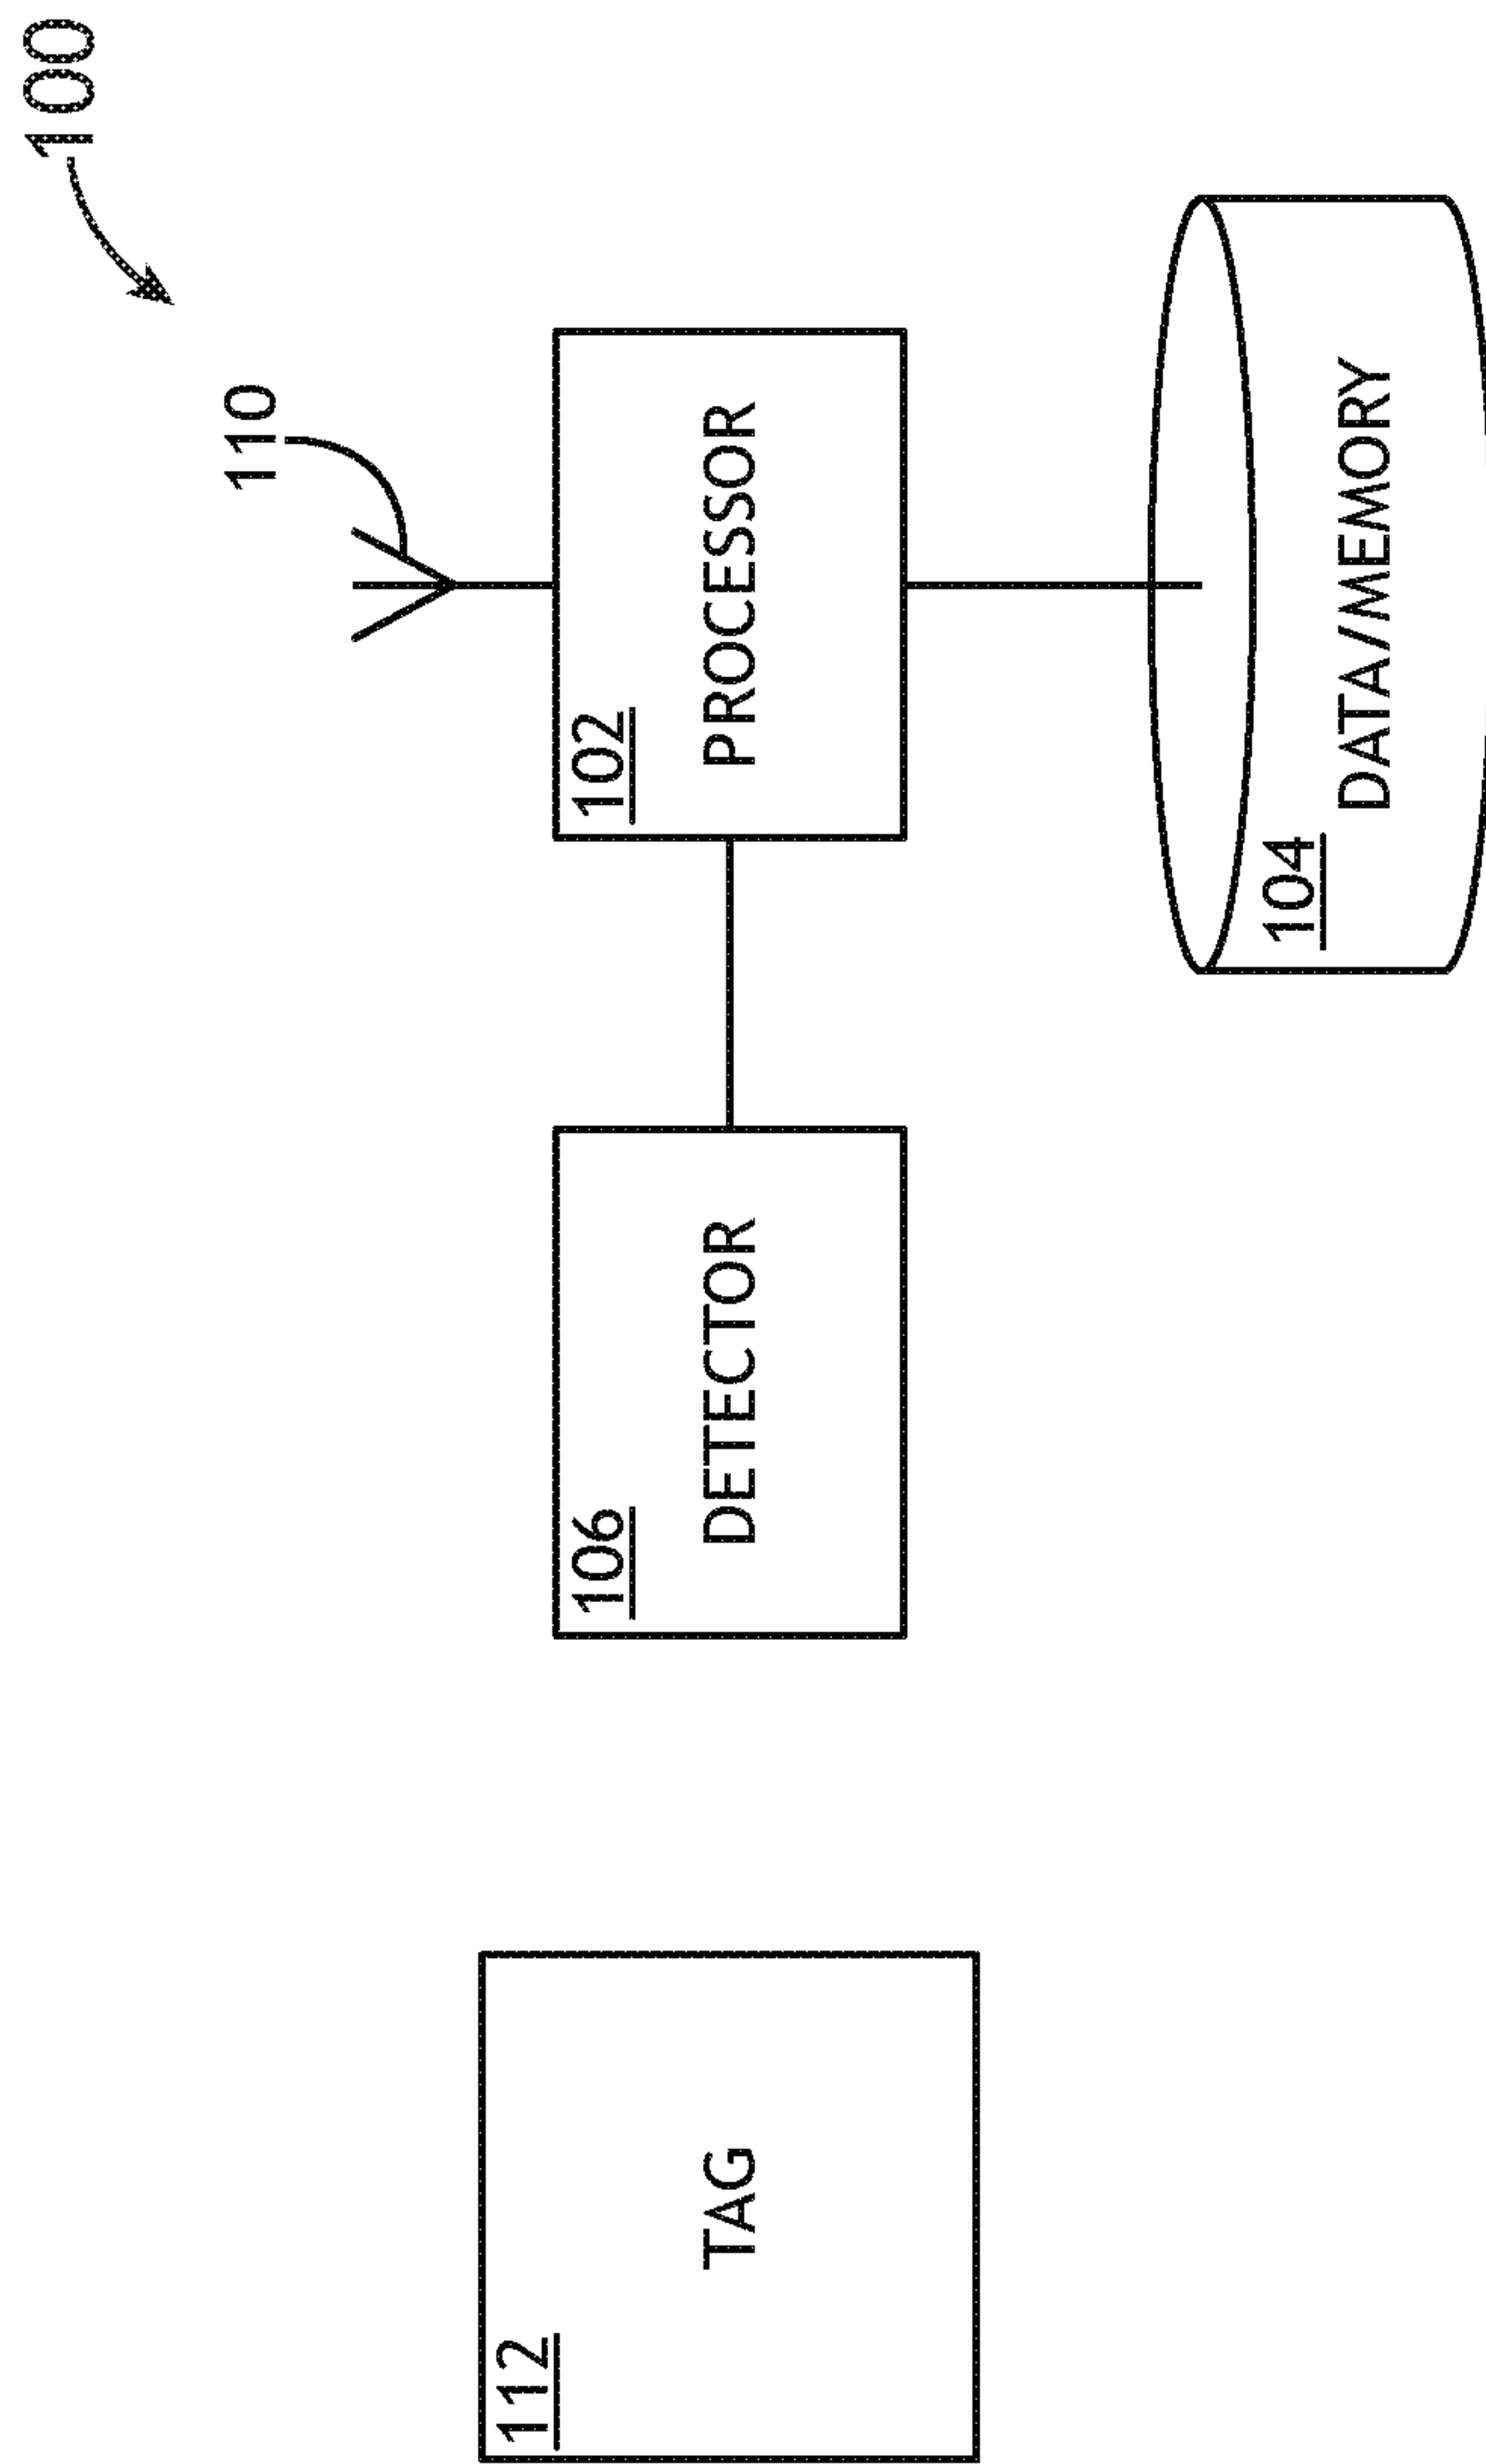 100
110
112
TAG
106
DETECTOR
102
PROCESSOR
104
DATA/MEMORY